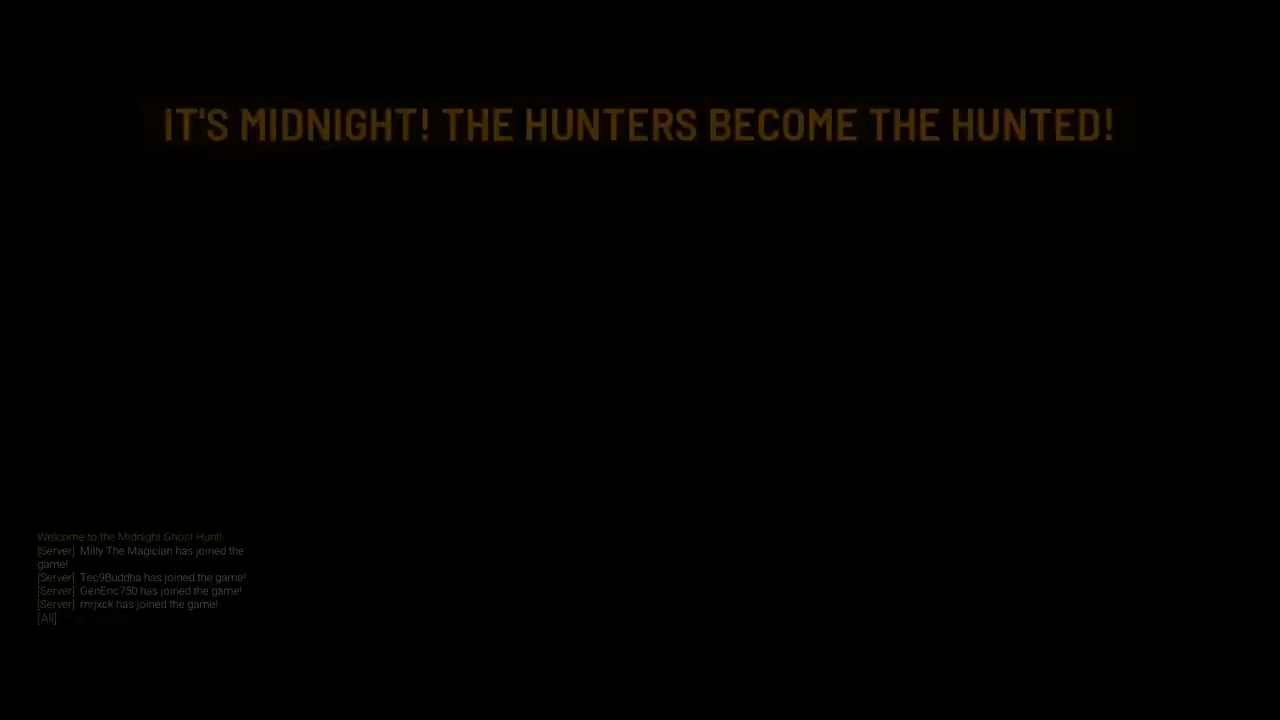 IT'S MIDNIGHT! THE HUNTERS BECOME THE HUNTED!
Welcome to the Midnight Ghost Hunt!
[Server] Milly The Magician has joined the
game!
[Server] Tec9Buddha has joined the game!
[Server] GenEric750 has joined the game!
[Server] rnrjxck has joined the game!
[All]